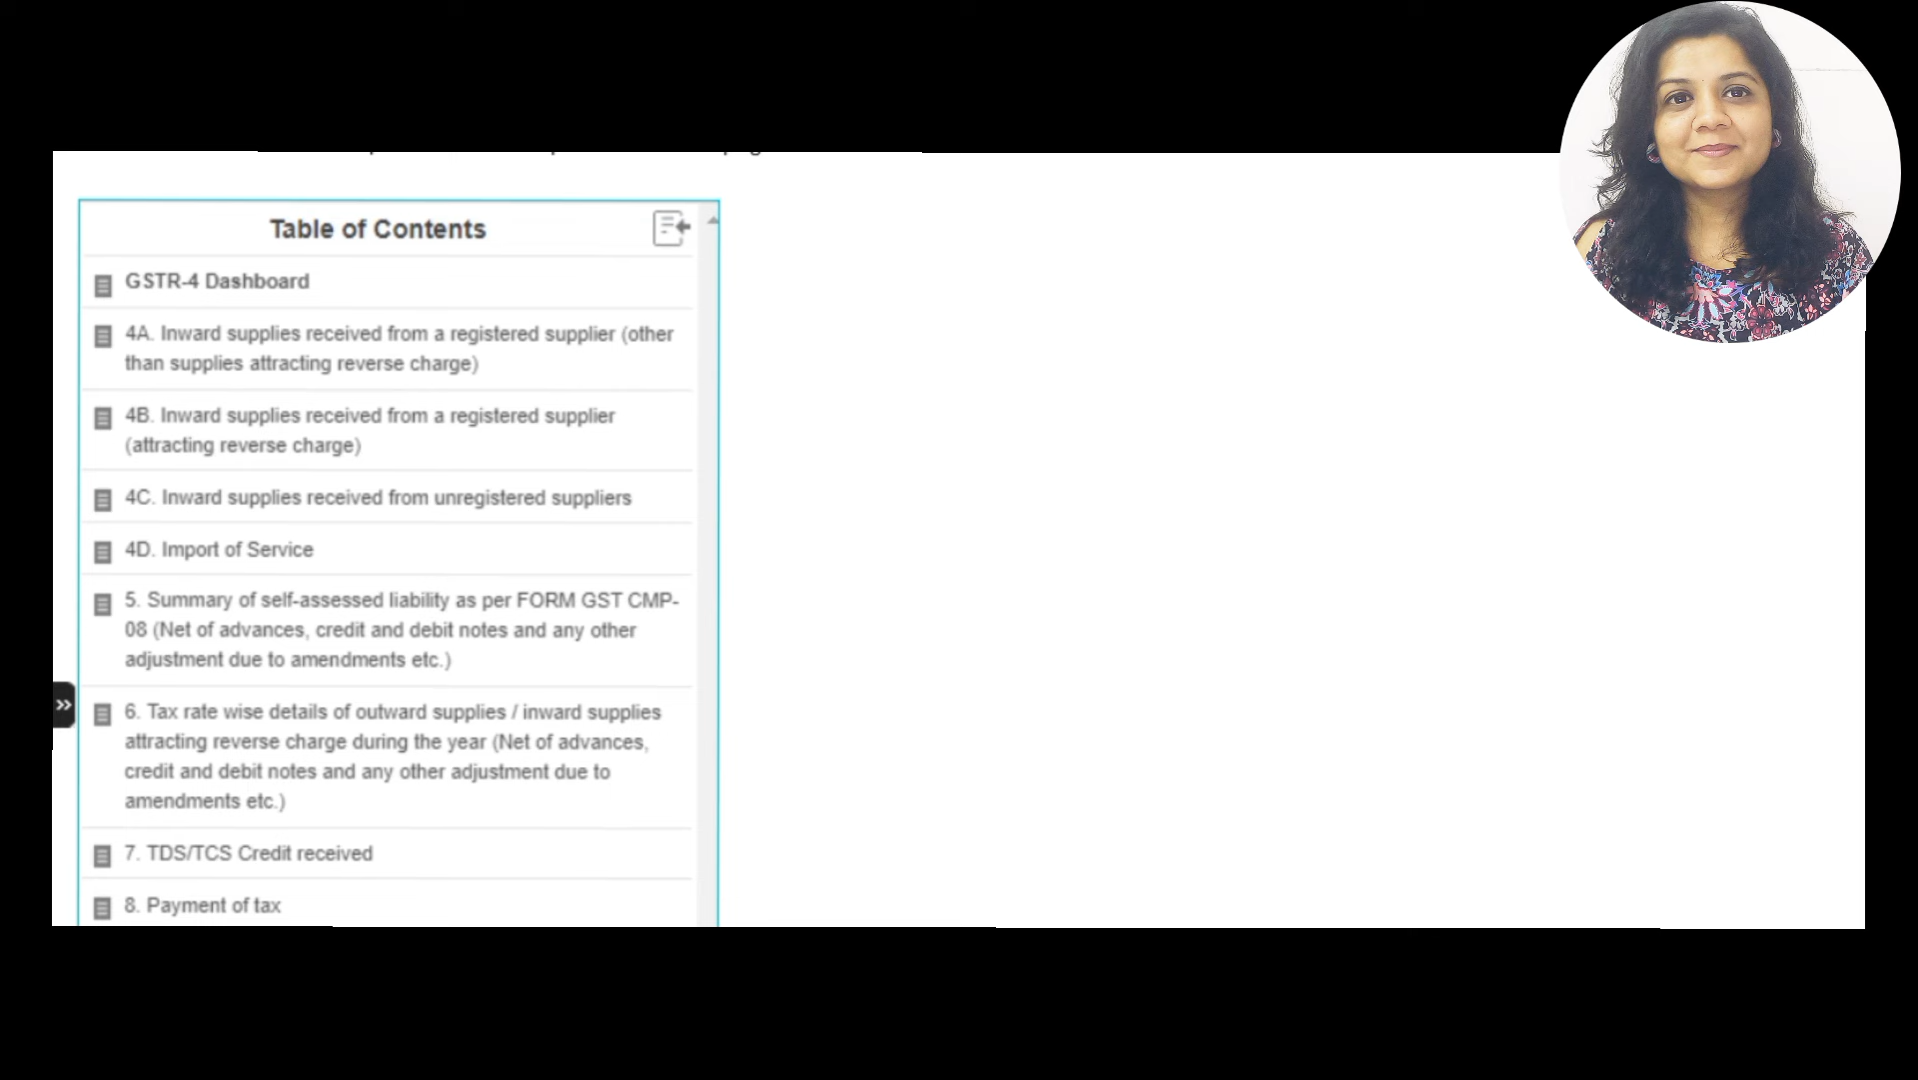 Table of Contents
GSTR-4 Dashboard
4A. Inward supplies received from a registered supplier (other
than supplies attracting reverse charge)
4B. Inward supplies received from a registered supplier
(attracting reverse charge)
4C. Inward supplies received from unregistered suppliers
4D. Import of Service
5. Summary of self-assessed liability as per FORM GST CMP-
08 (Net of advances, credit and debit notes and any other
adjustment due to amendments etc.)
6. Tax rate wise details of outward supplies / inward supplies
attracting reverse charge during the year (Net of advances,
credit and debit notes and any other adjustment due to
amendments etc.)
7. TDS/TCS Credit received
8. Payment of tax